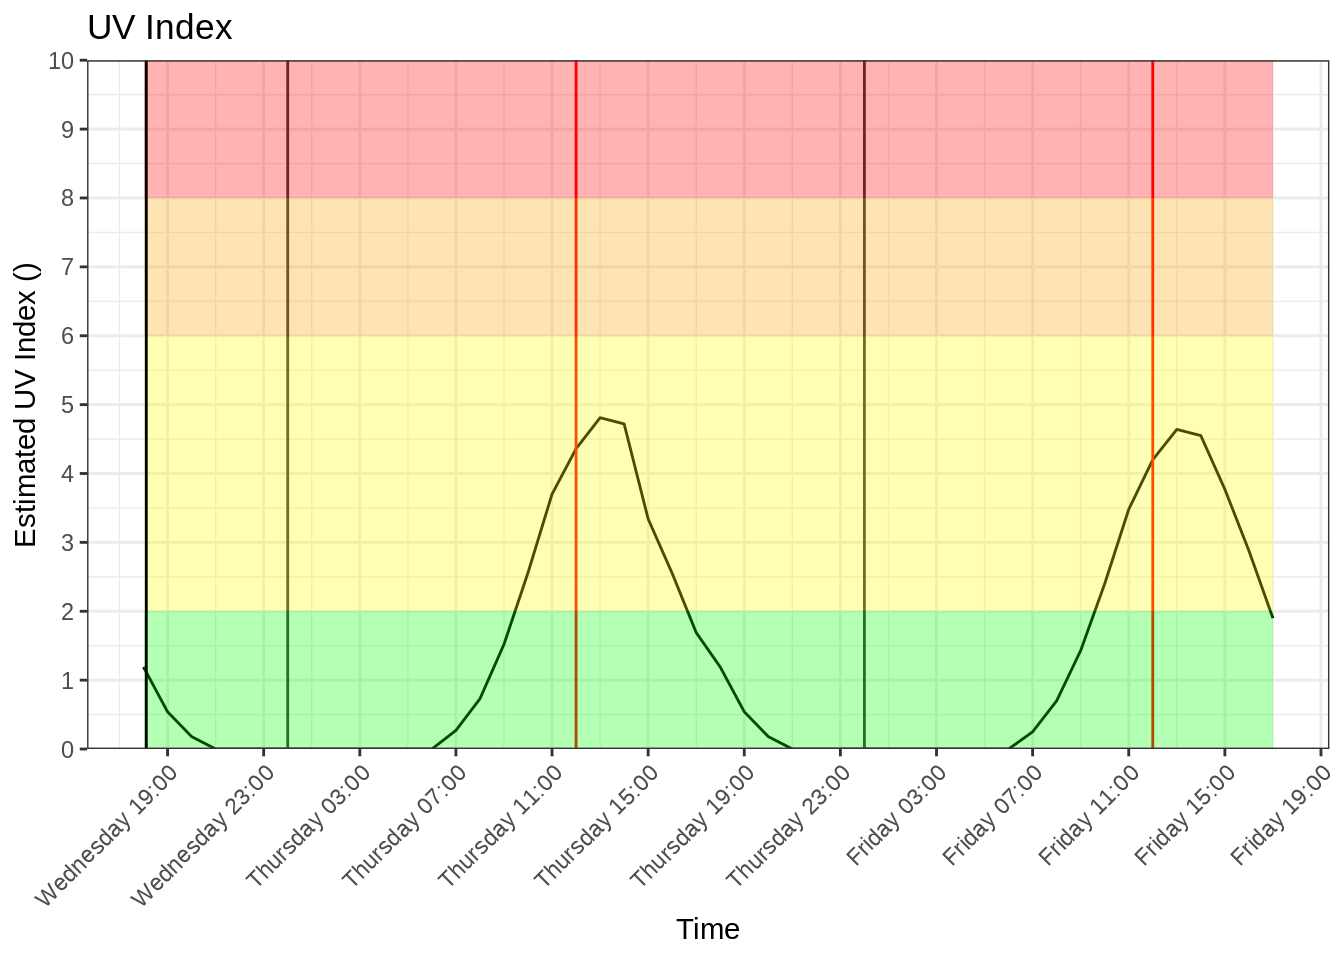 UV Index
Estimated UV Index ()
10
9
8
7
6
5
4
3
2
1
0
Wednesday 19:00
Wednesday 23:00
Thursday 03:00
Thursday 07:00
Thursday 11:00
Thursday 15:00
Thursday 19:00
Thursday 23:00
Friday 03:00
Friday 07:00
Friday 11:00
Friday 15:00
Friday 19:00
Time